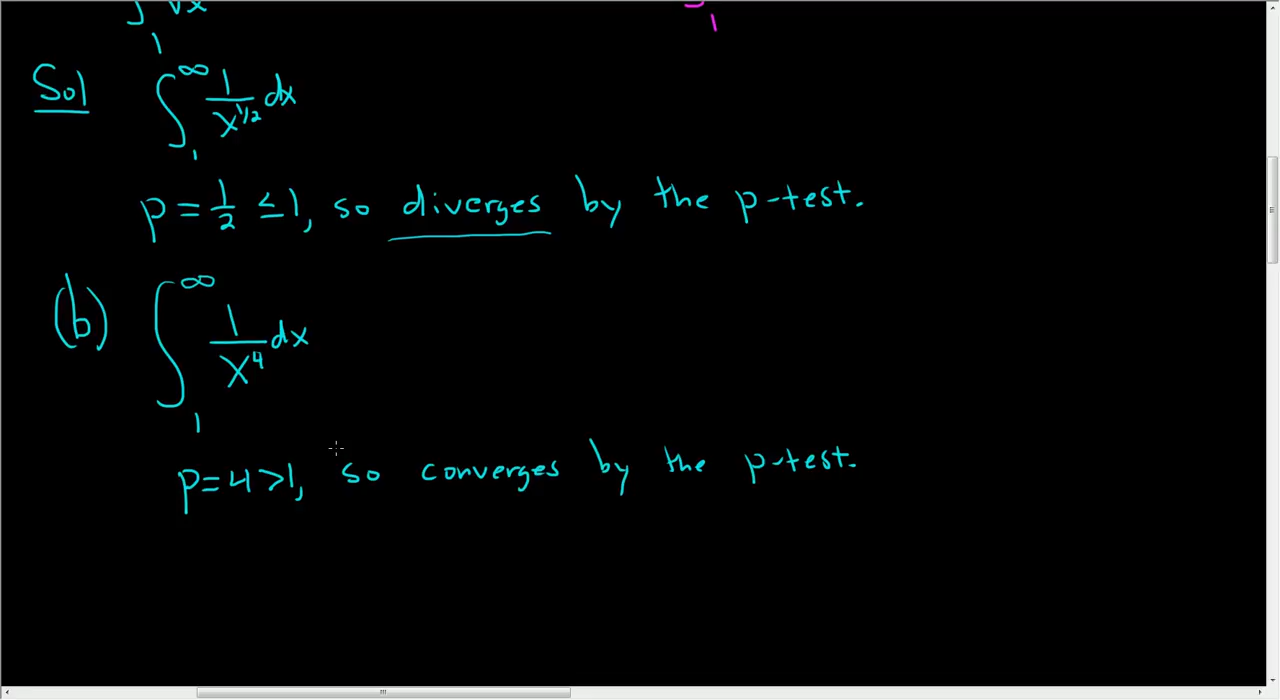 ∫ √x
1
Sol ∫₁^∞ 1/x^(1/2) dx
p = 1/2 ≤ 1, so diverges by the p-test.
(b) ∫₁^∞ 1/x⁴ dx
p=4>1, so converges by the p-test.